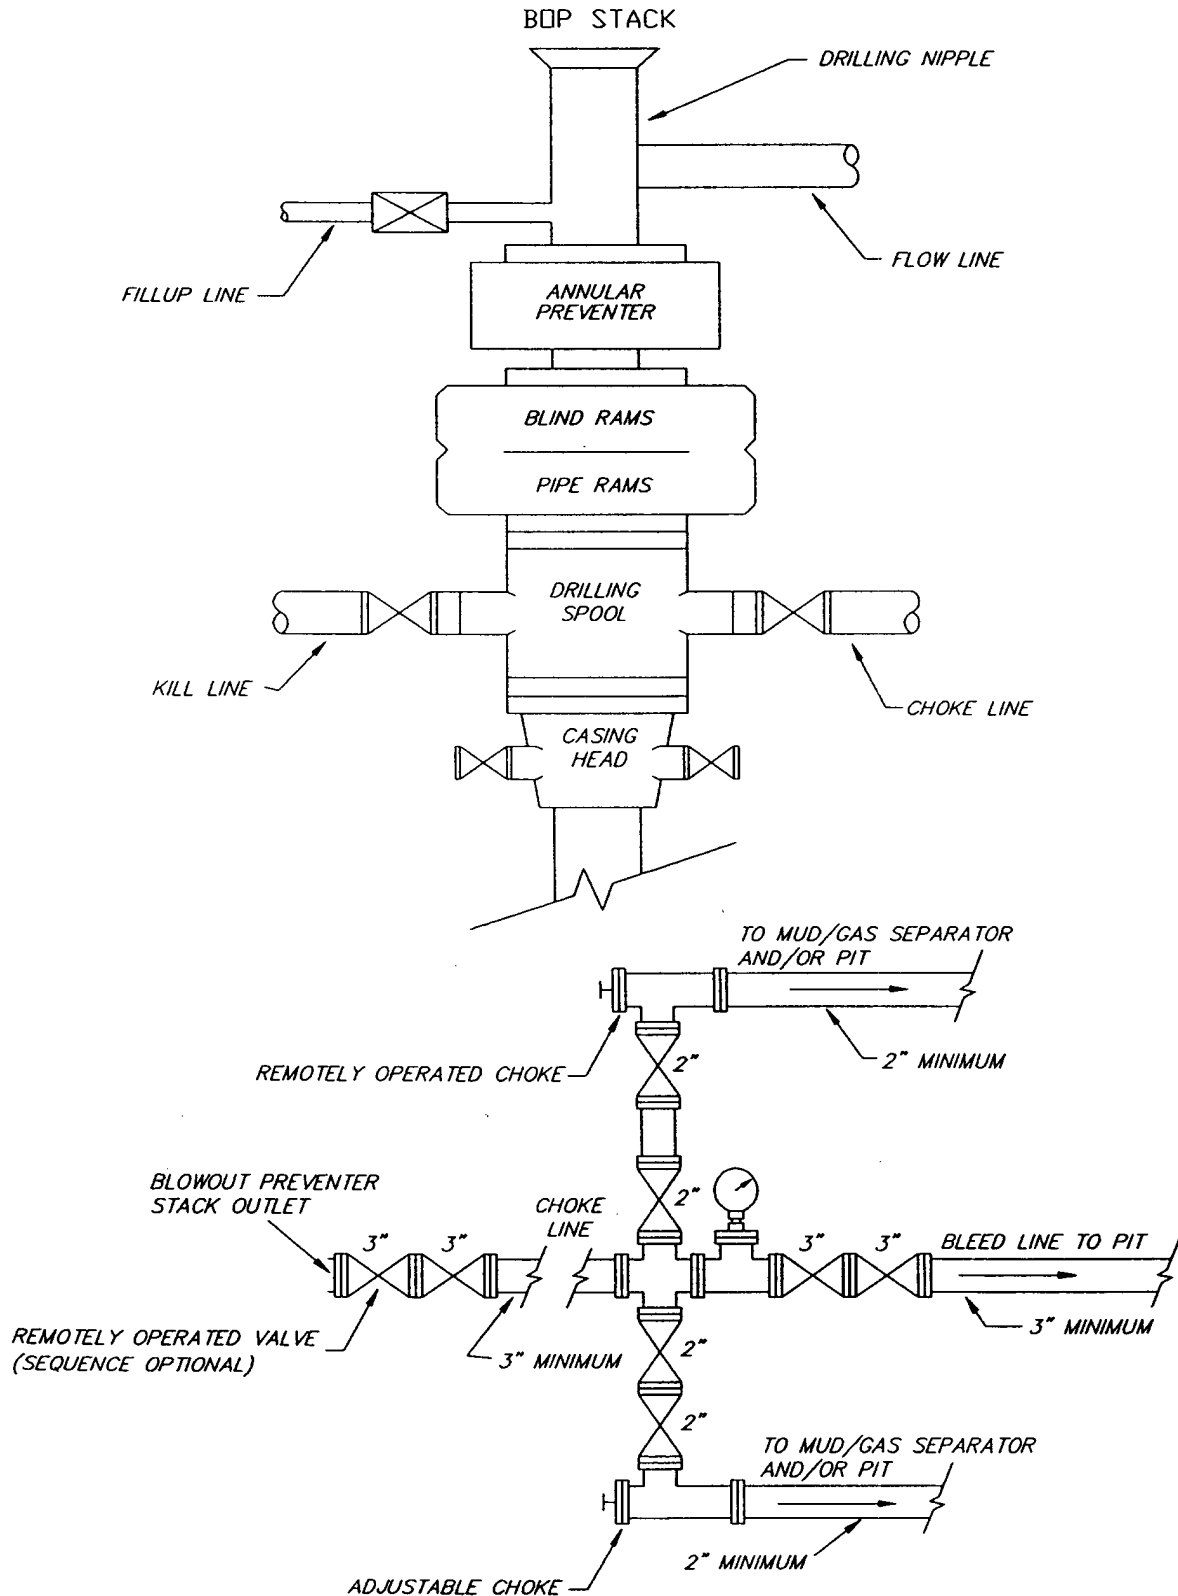 BOP STACK
DRILLING NIPPLE
FLOW LINE
FILLUP LINE
ANNULAR
PREVENTER
BLIND RAMS
PIPE RAMS
DRILLING
SPOOL
KILL LINE
CHOKE LINE
CASING
HEAD
TO MUD/GAS SEPARATOR
AND/OR PIT
2" MINIMUM
REMOTELY OPERATED CHOKE
2"
2"
BLOWOUT PREVENTER
STACK OUTLET
CHOKE
LINE
3"
3"
3"
3"
BLEED LINE TO PIT
REMOTELY OPERATED VALVE
(SEQUENCE OPTIONAL)
3" MINIMUM
3" MINIMUM
2"
2"
TO MUD/GAS SEPARATOR
AND/OR PIT
2" MINIMUM
ADJUSTABLE CHOKE